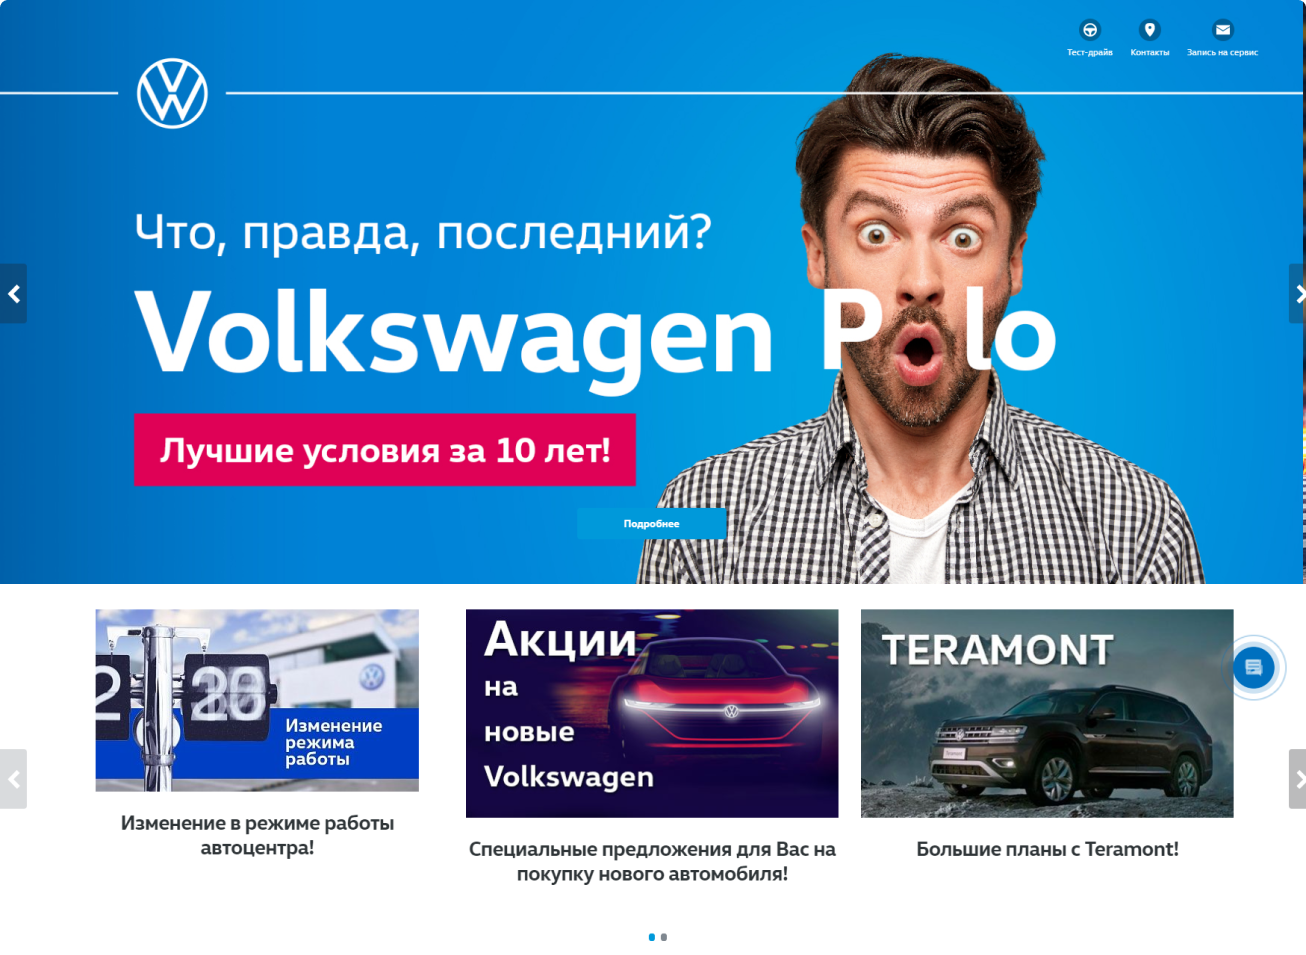 Тест-драйв
Контакты
Запись на сервис
Что, правда, последний?
Volkswagen P lo
Лучшие условия за 10 лет!
Подробнее
Изменение
режима
работы
Акции
на
новые
Volkswagen
TERAMONT
Teramont
Изменение в режиме работы
автоцентра!
Специальные предложения для Вас на
покупку нового автомобиля!
Большие планы с Teramont!